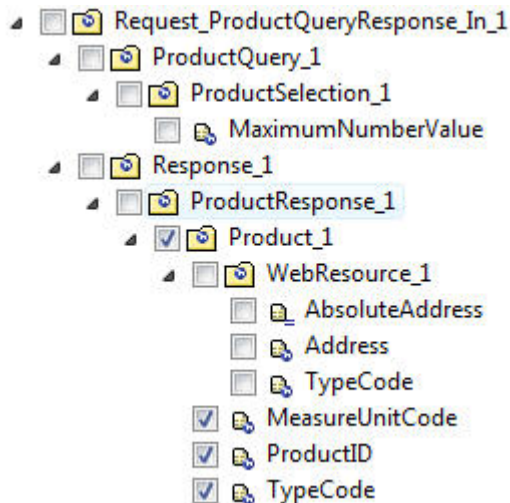 Request_ProductQueryResponse_In_1
ProductQuery_1
ProductSelection_1
MaximumNumberValue
Response_1
ProductResponse_1
Product_1
WebResource_1
AbsoluteAddress
Address
TypeCode
MeasureUnitCode
ProductID
TypeCode